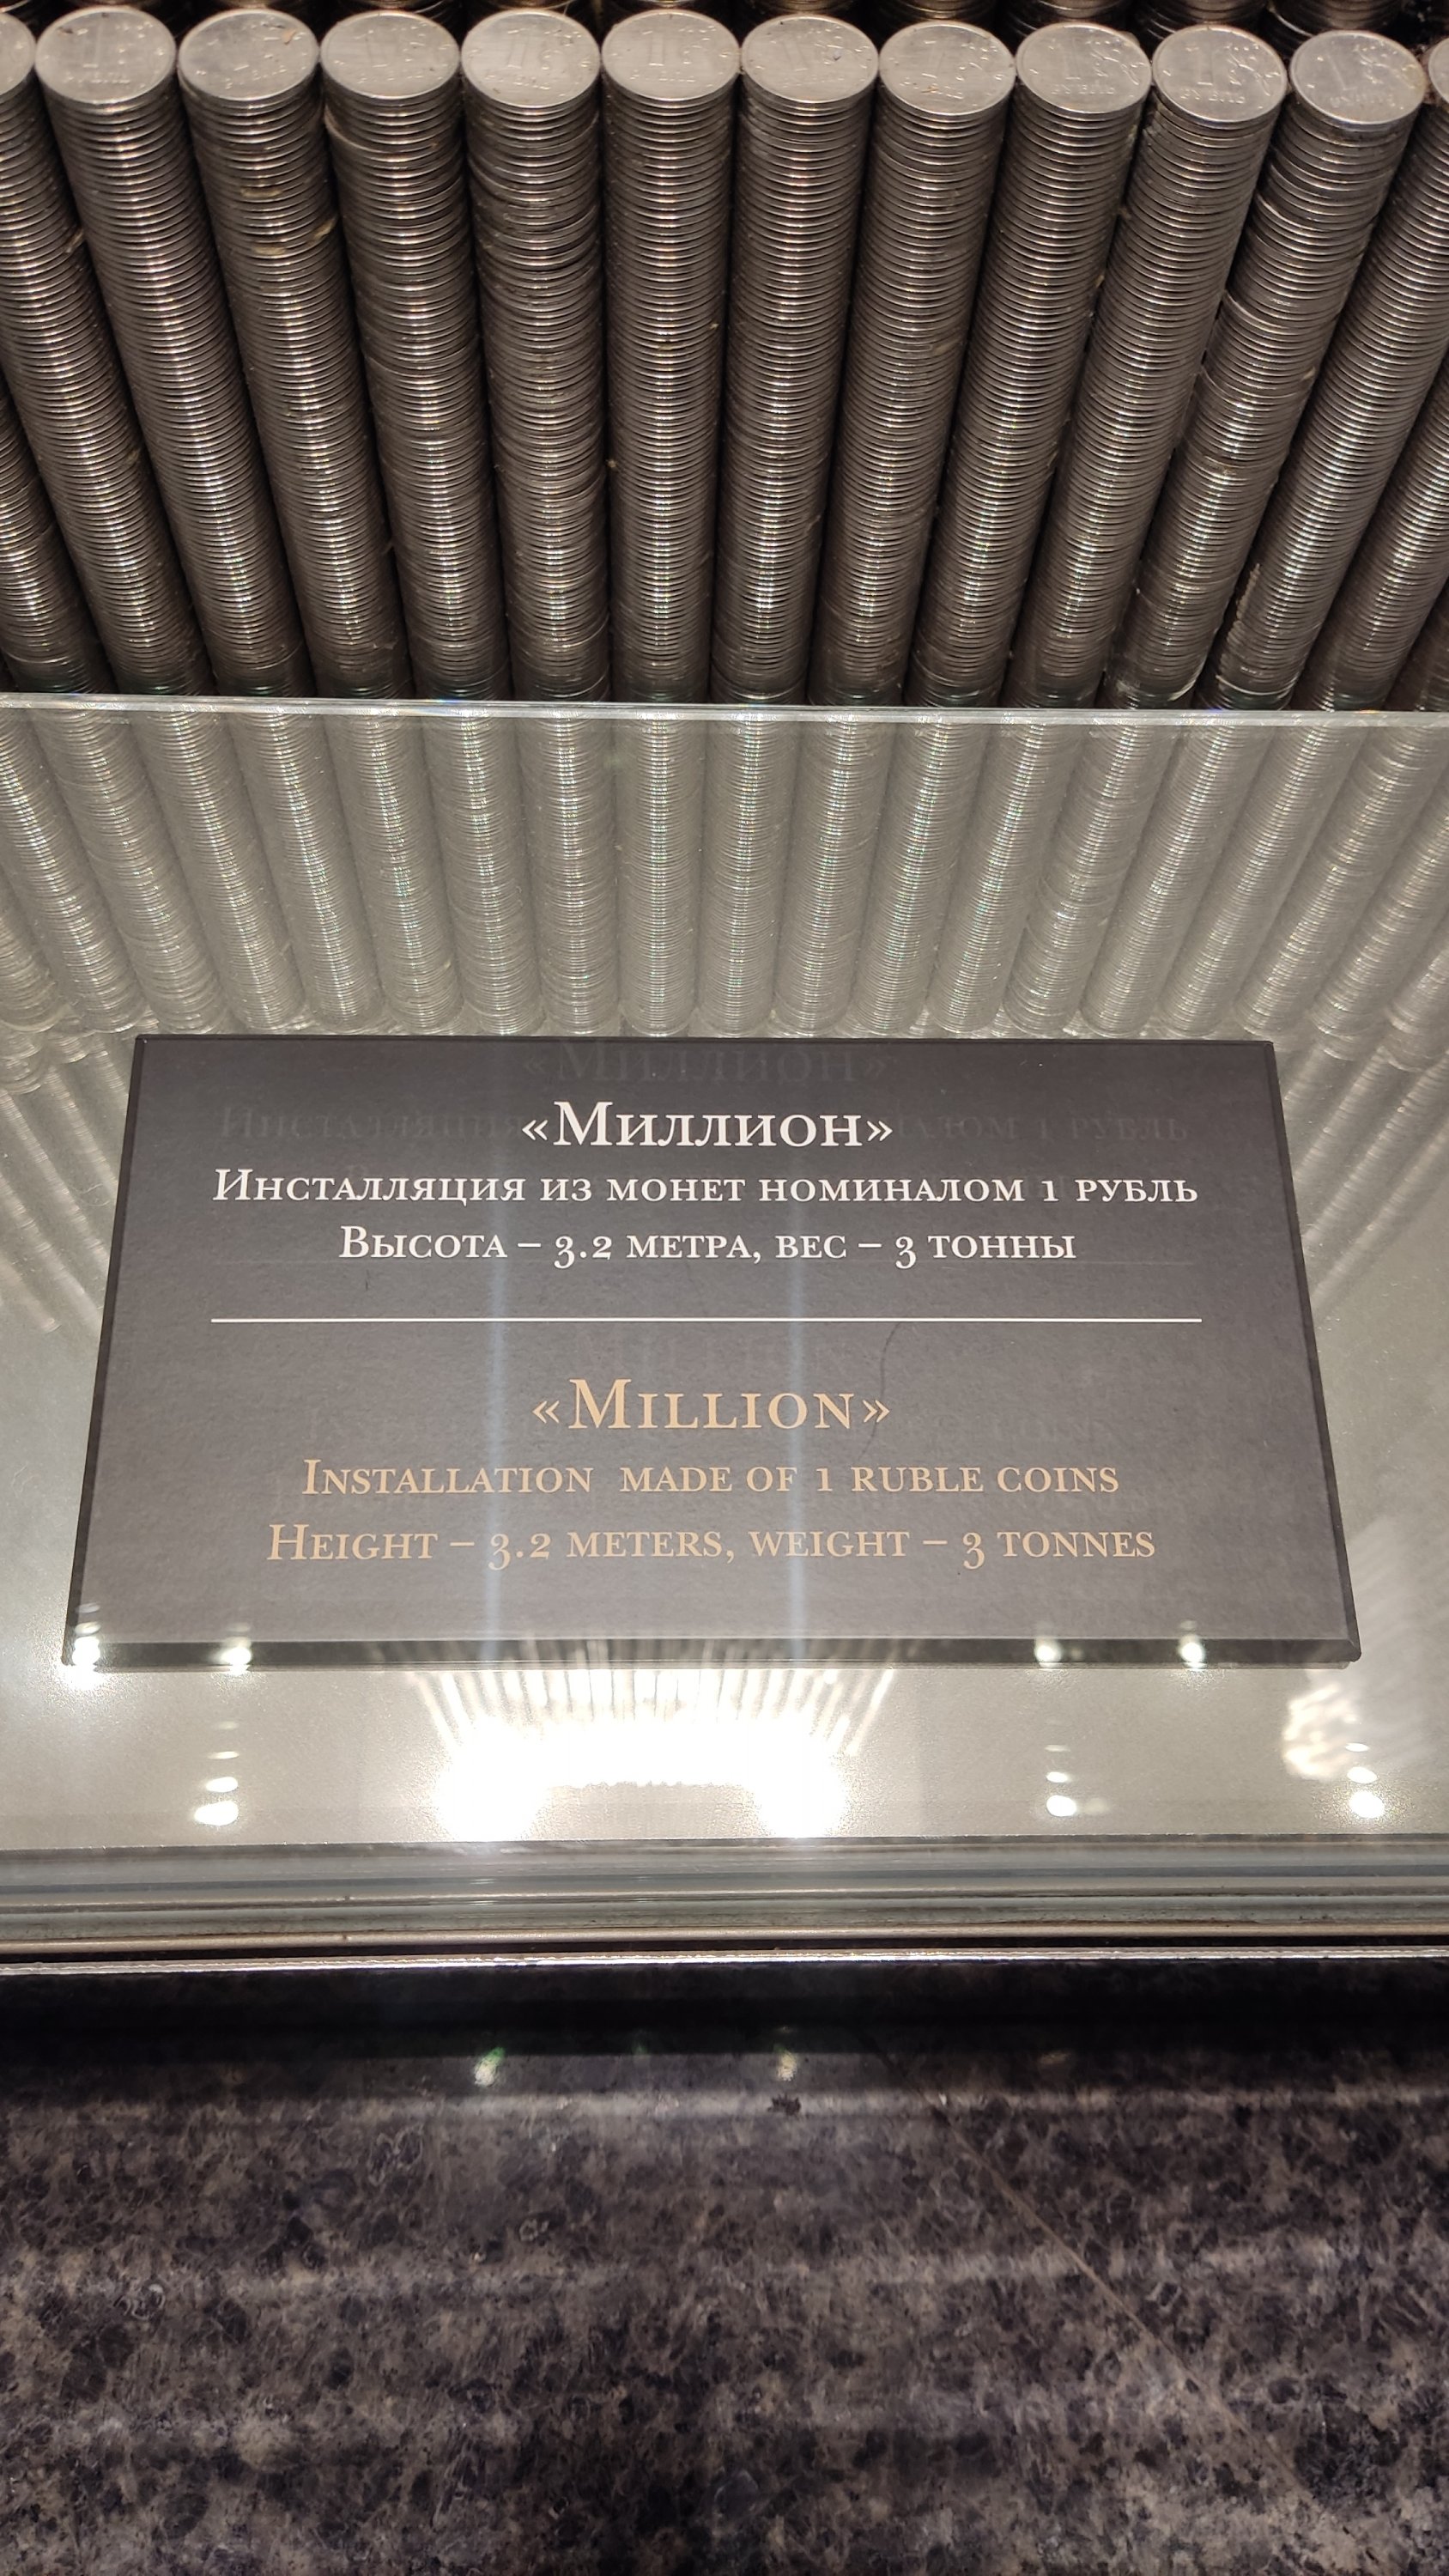 «Миллион»
Инсталляция из монет номиналом 1 рубль
Высота – 3.2 метра, вес – 3 тонны
«Million»
Installation made of 1 ruble coins
Height – 3.2 meters, weight – 3 tonnes